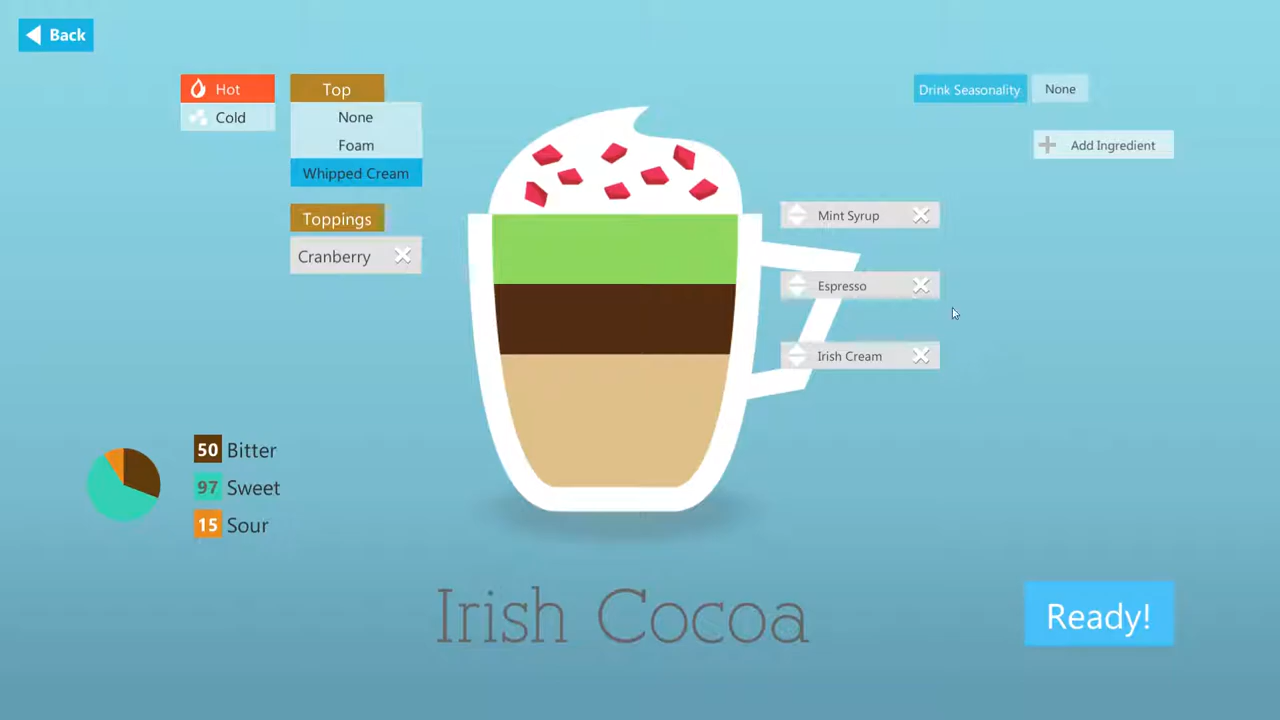 Back
Hot
Cold
Top
None
Foam
Whipped Cream
Toppings
Cranberry
Drink Seasonality
None
Add Ingredient
Mint Syrup
Espresso
Irish Cream
50 Bitter
97 Sweet
15 Sour
Irish Cocoa
Ready!